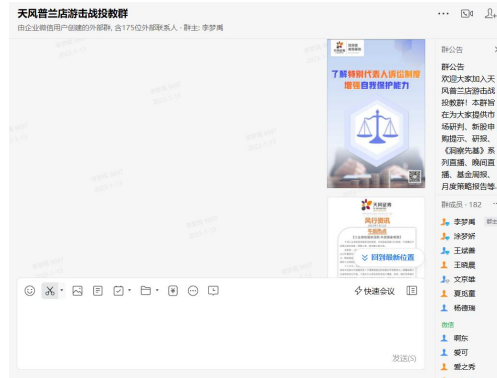 天风普兰店游击战投教群
由企业微信用户创建的外部群, 含175位外部联系人 · 群主: 李梦禹
了解特别代表人诉讼制度
增强自我保护能力
天风证券
风行资讯
回到最新位置
快速会议
发送(S)
群公告
群公告
欢迎大家加入天
风普兰店游击战
投教群！本群旨
在为大家提供市
场研判、新股申
购提示、研报、
《洞察先基》系
列直播、晚间直
播、基金周报、
月度策略报告等.
群成员 · 182
李梦禹 群主
涂梦妍
王斌善
王晓晨
文京雄
夏觅童
杨德瑞
微信
啊东
爱可
爱之秀